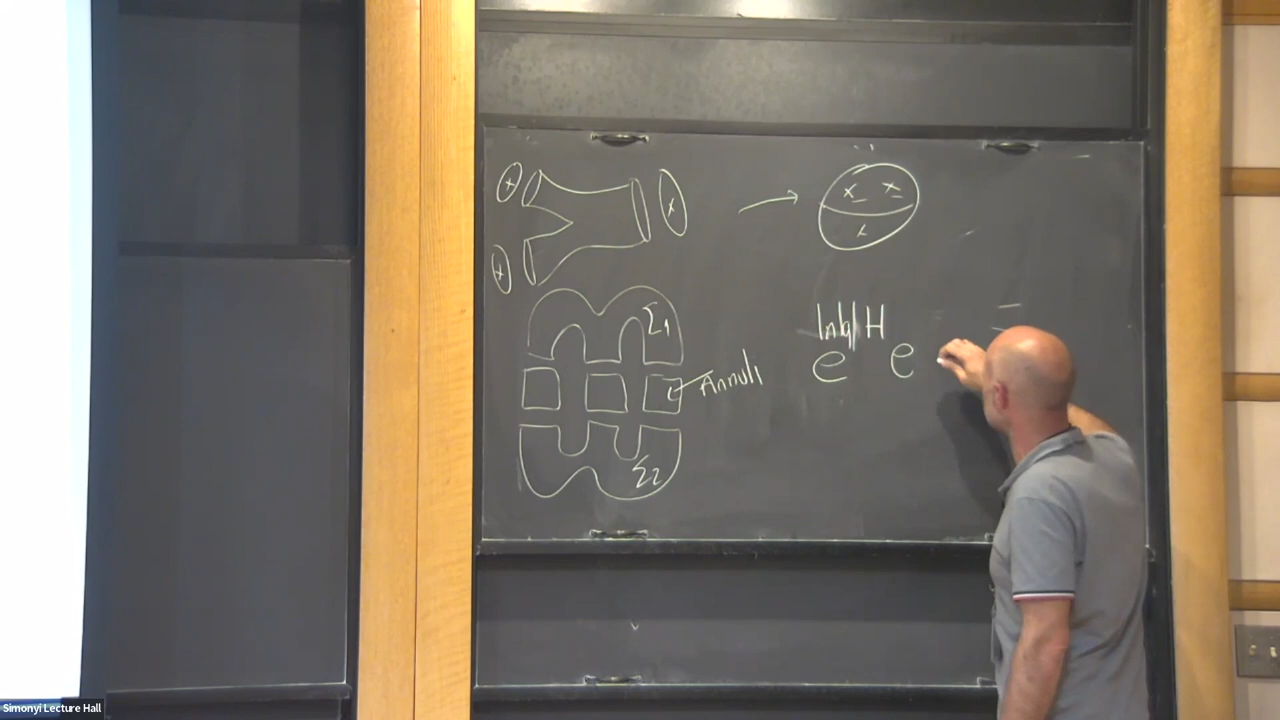 x x
x x x
Σ₁
ln|q| H
e e
Annuli
Σ₂
Simonyi Lecture Hall